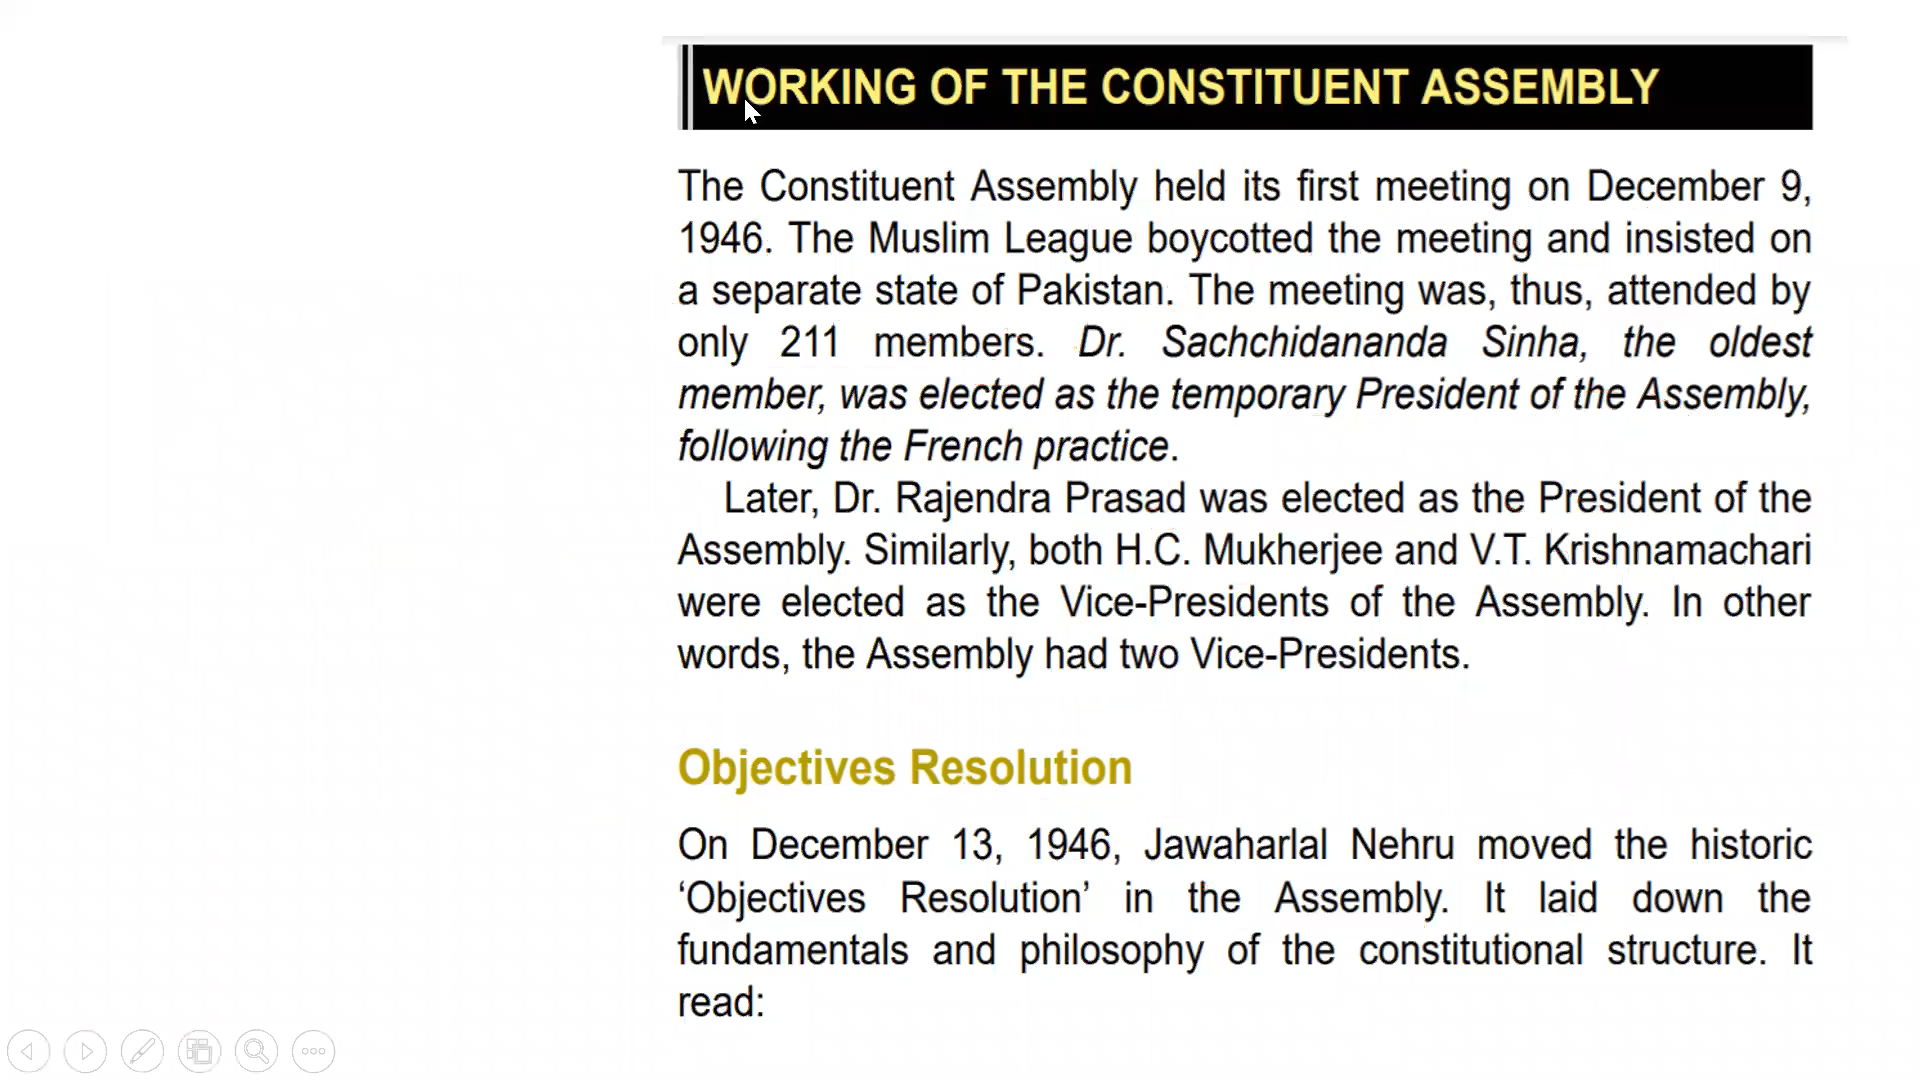 WORKING OF THE CONSTITUENT ASSEMBLY
The Constituent Assembly held its first meeting on December 9,
1946. The Muslim League boycotted the meeting and insisted on
a separate state of Pakistan. The meeting was, thus, attended by
only 211 members. Dr. Sachchidananda Sinha, the oldest
member, was elected as the temporary President of the Assembly,
following the French practice.
Later, Dr. Rajendra Prasad was elected as the President of the
Assembly. Similarly, both H.C. Mukherjee and V.T. Krishnamachari
were elected as the Vice-Presidents of the Assembly. In other
words, the Assembly had two Vice-Presidents.
Objectives Resolution
On December 13, 1946, Jawaharlal Nehru moved the historic
‘Objectives Resolution’ in the Assembly. It laid down the
fundamentals and philosophy of the constitutional structure. It
read: